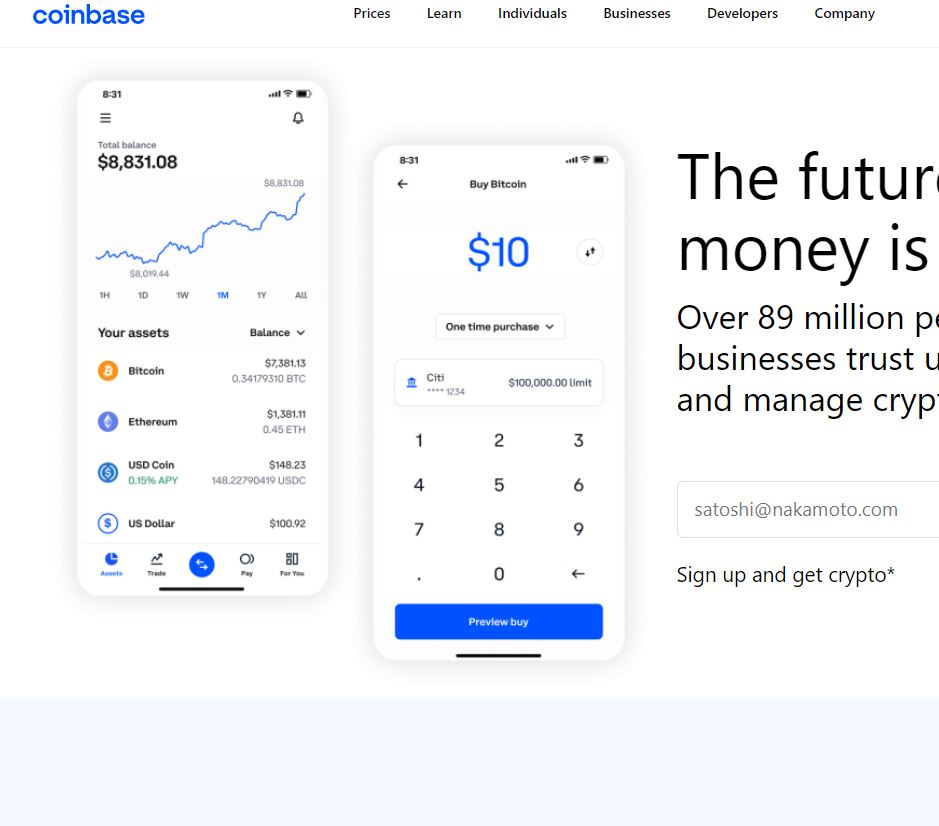 coinbase
Prices Learn Individuals Businesses Developers Company
8:31
Total balance
$8,831.08
$8,831.08
$8,019.44
1H 1D 1W 1M 1Y All
Your assets Balance
Bitcoin $7,381.13
0.34179310 BTC
Ethereum $1,381.11
0.45 ETH
USD Coin $148.23
0.15% APY 148.22790419 USDC
US Dollar $100.92
Assets Trade Pay For You
8:31
Buy Bitcoin
$10
One time purchase
Citi
**** 1234 $100,000.00 limit
1 2 3
4 5 6
7 8 9
. 0
Preview buy
The futur
money is
Over 89 million pe
businesses trust u
and manage cryp
satoshi@nakamoto.com
Sign up and get crypto*